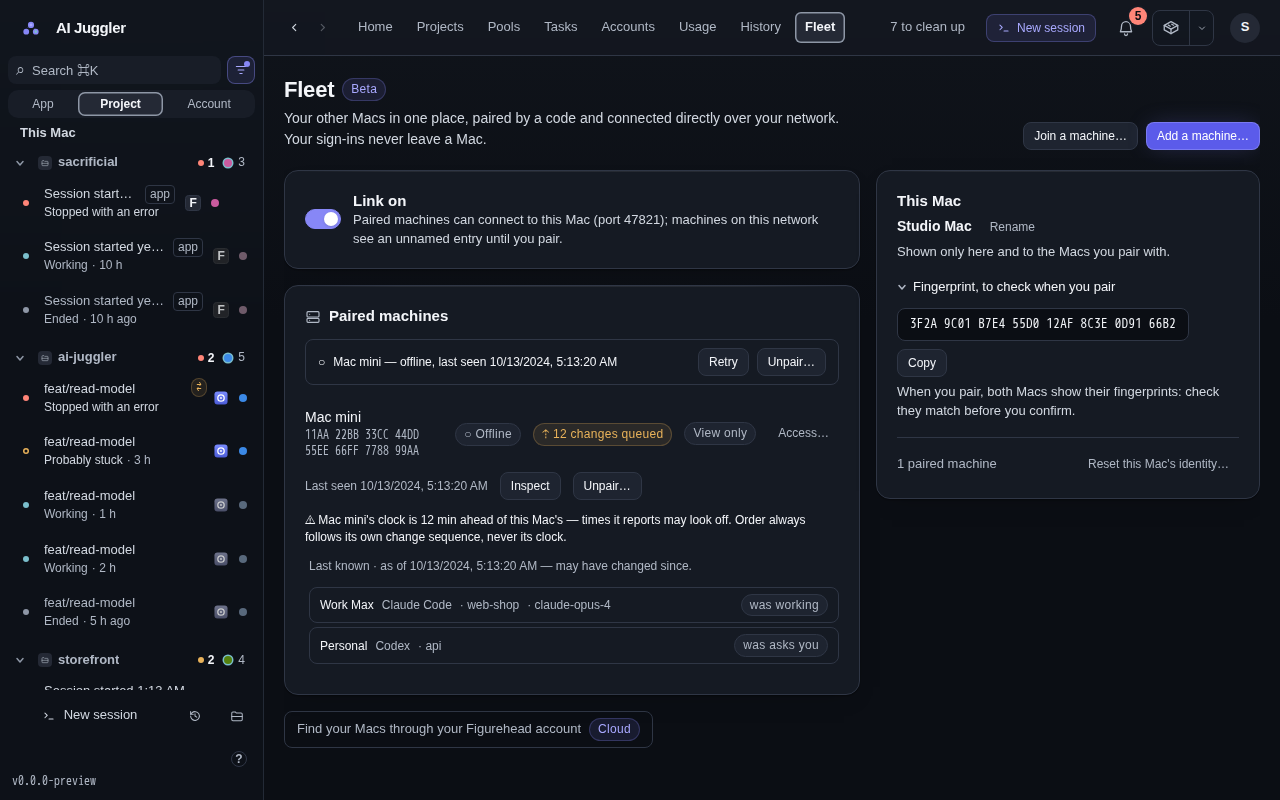 AI Juggler
Search ⌘K
App Project Account
This Mac
sacrificial 1 3
Session start… app F
Stopped with an error
Session started ye… app F
Working · 10 h
Session started ye… app F
Ended · 10 h ago
ai-juggler 2 5
feat/read-model
Stopped with an error
feat/read-model
Probably stuck · 3 h
feat/read-model
Working · 1 h
feat/read-model
Working · 2 h
feat/read-model
Ended · 5 h ago
storefront 2 4
Session started 1:13 AM
New session
?
v0.0.0-preview
Home Projects Pools Tasks Accounts Usage History Fleet 7 to clean up New session 5 S
Fleet Beta
Your other Macs in one place, paired by a code and connected directly over your network.
Your sign-ins never leave a Mac.
Join a machine… Add a machine…
Link on
Paired machines can connect to this Mac (port 47821); machines on this network
see an unnamed entry until you pair.
Paired machines
○ Mac mini — offline, last seen 10/13/2024, 5:13:20 AM Retry Unpair…
Mac mini
11AA 22BB 33CC 44DD
55EE 66FF 7788 99AA
○ Offline ↑ 12 changes queued View only Access…
Last seen 10/13/2024, 5:13:20 AM Inspect Unpair…
⚠ Mac mini's clock is 12 min ahead of this Mac's — times it reports may look off. Order always
follows its own change sequence, never its clock.
Last known · as of 10/13/2024, 5:13:20 AM — may have changed since.
Work Max Claude Code · web-shop · claude-opus-4 was working
Personal Codex · api was asks you
Find your Macs through your Figurehead account Cloud
This Mac
Studio Mac Rename
Shown only here and to the Macs you pair with.
Fingerprint, to check when you pair
3F2A 9C01 B7E4 55D0 12AF 8C3E 0D91 66B2
Copy
When you pair, both Macs show their fingerprints: check
they match before you confirm.
1 paired machine Reset this Mac's identity…